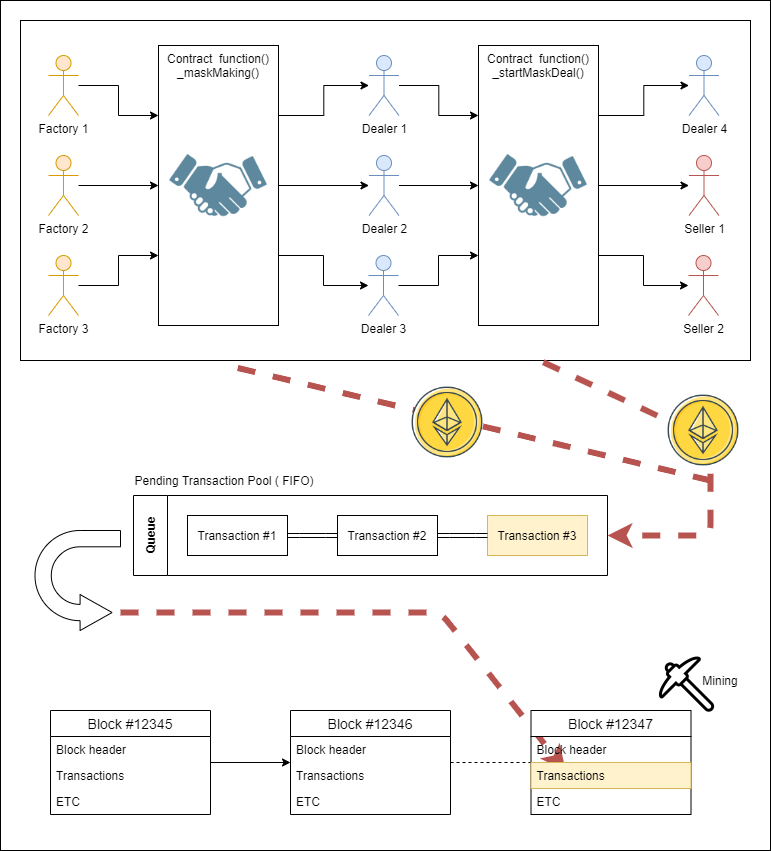 Contract function()
_maskMaking()
Contract function()
_startMaskDeal()
Factory 1
Dealer 1
Dealer 4
Factory 2
Dealer 2
Seller 1
Factory 3
Dealer 3
Seller 2
Pending Transaction Pool ( FIFO)
Queue
Transaction #1
Transaction #2
Transaction #3
Mining
Block #12345
Block header
Transactions
ETC
Block #12346
Block header
Transactions
ETC
Block #12347
Block header
Transactions
ETC